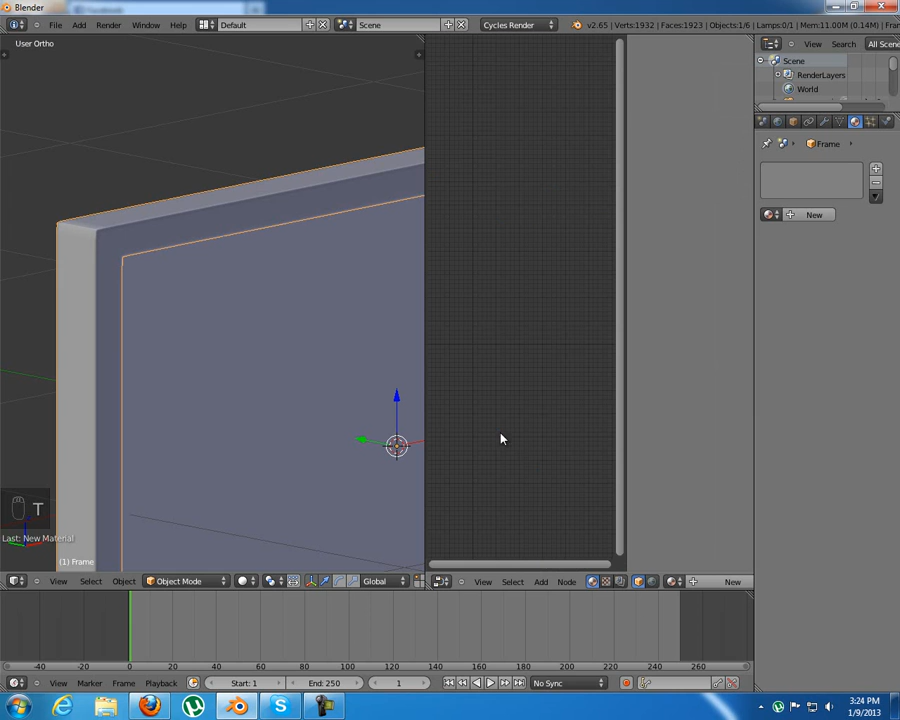 Blender
File Add Render Window Help Default Scene Cycles Render v2.65 | Verts:1932 | Faces:1923 | Objects:1/6 | Lamps:0/1 | Mem:11.00M (0.14M) | Fra
User Ortho
View Search All Scene
Scene
RenderLayers
World
Frame
New
T
Last: New Material
(1) Frame
View Select Object Object Mode Global View Select Add Node New
-40 -20 0 20 40 60 80 100 120 140 160 180 200 220 240 260
View Marker Frame Playback Start: 1 End: 250 1 No Sync
3:24 PM
1/9/2013